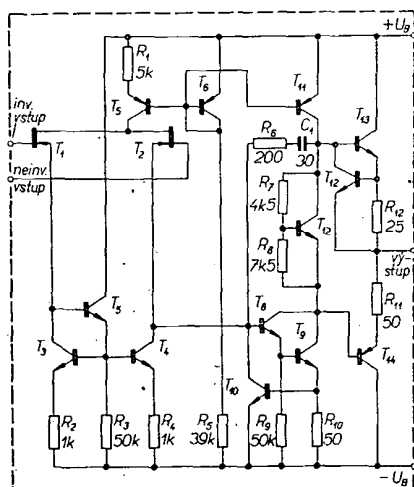 +U_B
R₁
5k
T₅
T₆
T₁₁
inv.
vstup
T₁
T₂
neinv.
vstup
R₆
200
C₁
30
T₁₃
T₁₂
R₇
4k5
T₁₂
R₈
7k5
R₁₂
25
vý-
stup
R₁₁
50
T₅
T₃
T₄
T₈
T₉
T₁₀
T₁₄
R₂
1k
R₃
50k
R₄
1k
R₅
39k
R₉
50k
R₁₀
50
-U_B